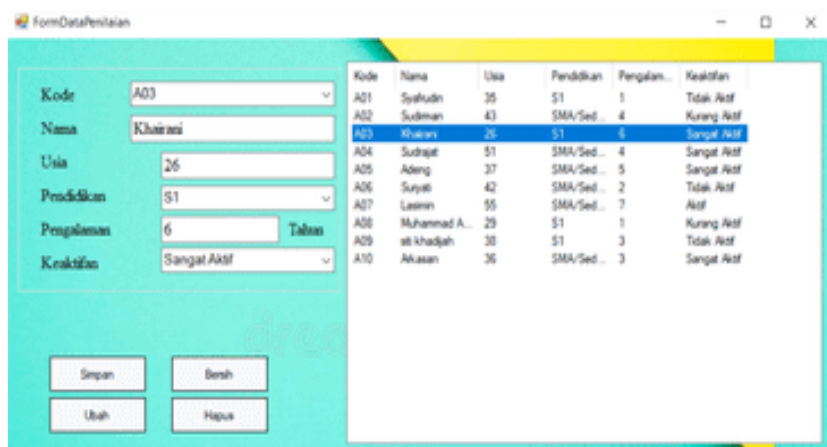 FormDataPenilaian
Kode A03
Nama Khairani
Usia 26
Pendidikan S1
Pengalaman 6 Tahun
Keaktifan Sangat Aktif
Simpan Bersih
Ubah Hapus
Kode Nama Usia Pendidikan Pengalam... Keaktifan
A01 Syafrudin 35 S1 1 Tidak Aktif
A02 Sudirman 43 SMA/Sed... 4 Kurang Aktif
A03 Khairani 26 S1 6 Sangat Aktif
A04 Sudrajat 51 SMA/Sed... 4 Sangat Aktif
A05 Adeng 37 SMA/Sed... 5 Sangat Aktif
A06 Suryati 42 SMA/Sed... 2 Tidak Aktif
A07 Lasimin 55 SMA/Sed... 7 Aktif
A08 Muhammad A... 29 S1 1 Kurang Aktif
A09 siti khadijah 38 S1 3 Tidak Aktif
A10 Arkasan 36 SMA/Sed... 3 Sangat Aktif